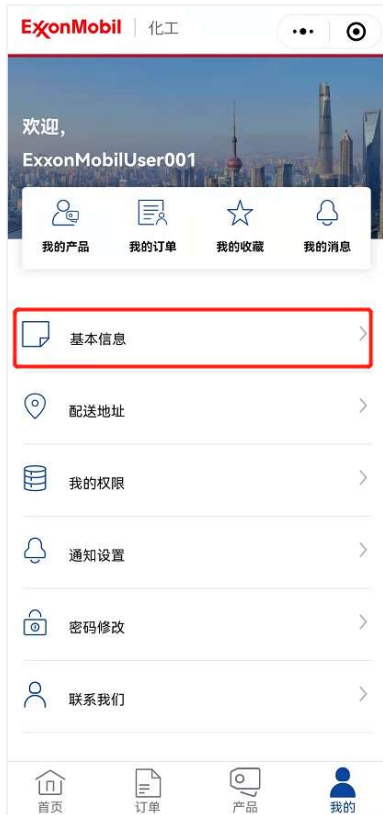 ExxonMobil 化工
欢迎,
ExxonMobilUser001
我的产品 我的订单 我的收藏 我的消息
基本信息
配送地址
我的权限
通知设置
密码修改
联系我们
首页 订单 产品 我的